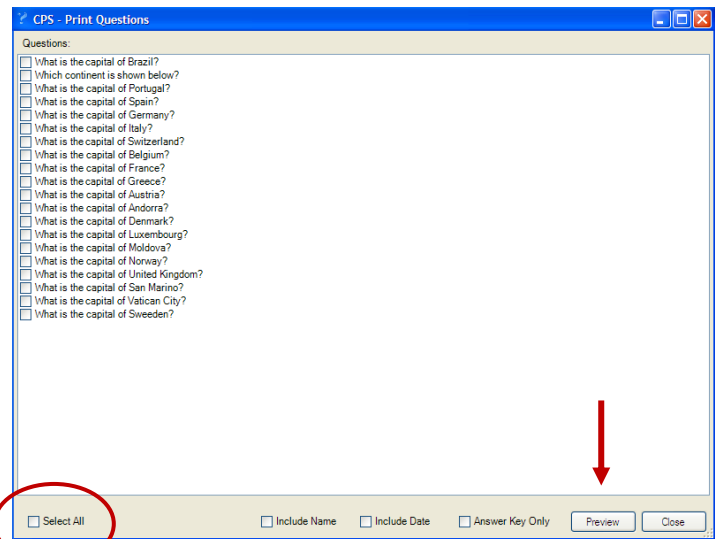 CPS - Print Questions
Questions:
What is the capital of Brazil?
Which continent is shown below?
What is the capital of Portugal?
What is the capital of Spain?
What is the capital of Germany?
What is the capital of Italy?
What is the capital of Switzerland?
What is the capital of Belgium?
What is the capital of France?
What is the capital of Greece?
What is the capital of Austria?
What is the capital of Andorra?
What is the capital of Denmark?
What is the capital of Luxembourg?
What is the capital of Moldova?
What is the capital of Norway?
What is the capital of United Kingdom?
What is the capital of San Marino?
What is the capital of Vatican City?
What is the capital of Sweeden?
Select All Include Name Include Date Answer Key Only Preview Close